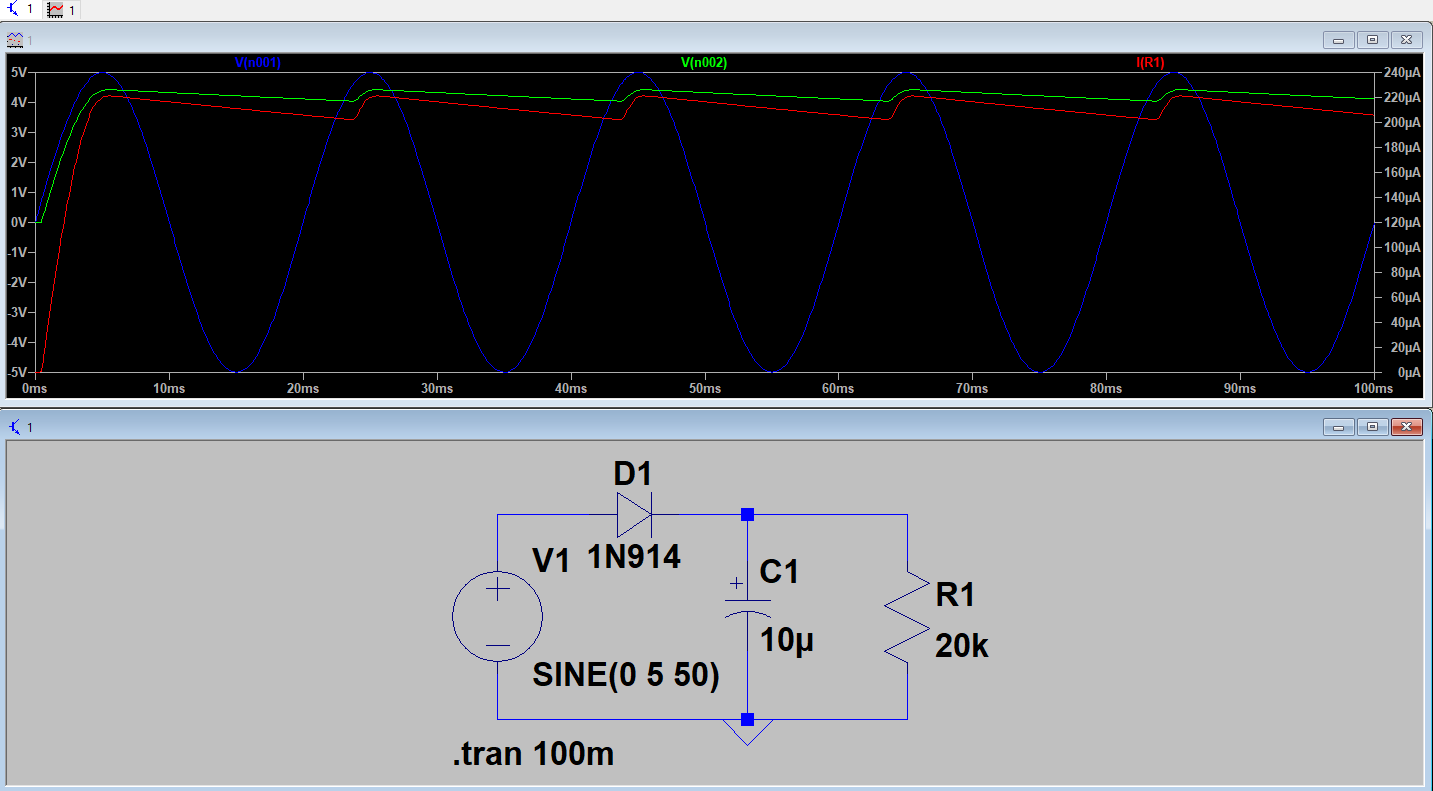 1 1
1
V(n001) V(n002) I(R1)
5V 240µA
4V 220µA
3V 200µA
2V 180µA
1V 160µA
0V 140µA
-1V 120µA
-2V 100µA
-3V 80µA
-4V 60µA
-5V 40µA
20µA
0µA
0ms 10ms 20ms 30ms 40ms 50ms 60ms 70ms 80ms 90ms 100ms
1
D1
V1 1N914
C1
R1
10µ
20k
SINE(0 5 50)
.tran 100m